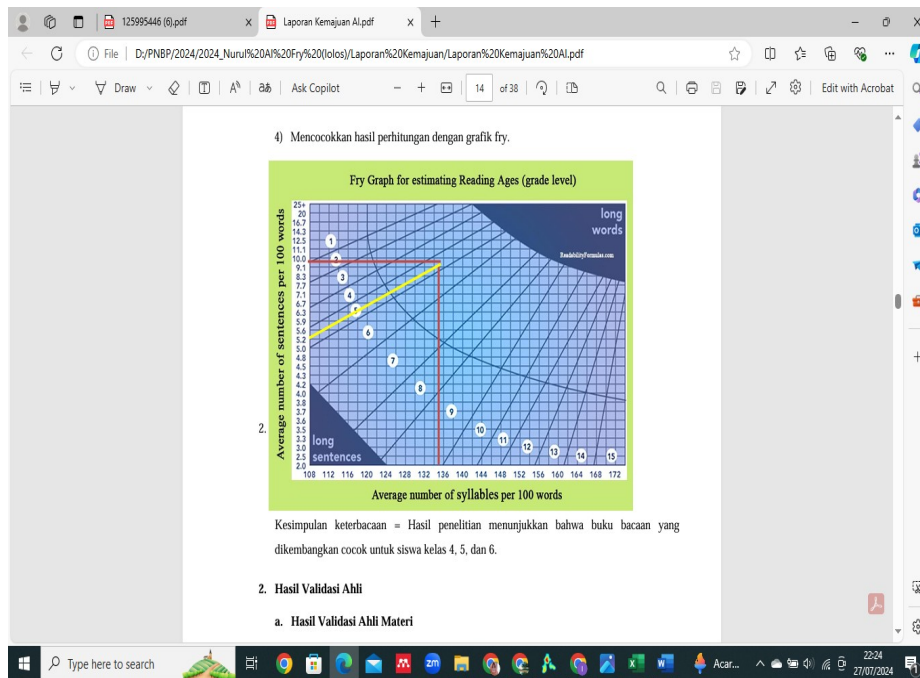 125995446 (6).pdf
Laporan Kemajuan AI.pdf
File
D:/PNBP/2024/2024_Nurul%20AI%20Fry%20(lolos)/Laporan%20Kemajuan/Laporan%20Kemajuan%20AI.pdf
Draw
Ask Copilot
14 of 38
Edit with Acrobat
4) Mencocokkan hasil perhitungan dengan grafik fry.
Fry Graph for estimating Reading Ages (grade level)
Average number of sentences per 100 words
25+
20
16.7
14.3
12.5
11.1
10.0
9.1
8.3
7.7
7.1
6.7
6.3
5.9
5.6
5.2
5.0
4.8
4.5
4.3
4.2
4.0
3.8
3.7
3.6
3.5
3.3
3.0
2.5
2.0
long
words
ReadabilityFormulas.com
1
2
3
4
5
6
7
8
9
10
11
12
13
14
15
long
sentences
108 112 116 120 124 128 132 136 140 144 148 152 156 160 164 168 172
Average number of syllables per 100 words
2.
Kesimpulan keterbacaan = Hasil penelitian menunjukkan bahwa buku bacaan yang
dikembangkan cocok untuk siswa kelas 4, 5, dan 6.
2. Hasil Validasi Ahli
a. Hasil Validasi Ahli Materi
Type here to search
Acar...
22:24
27/07/2024